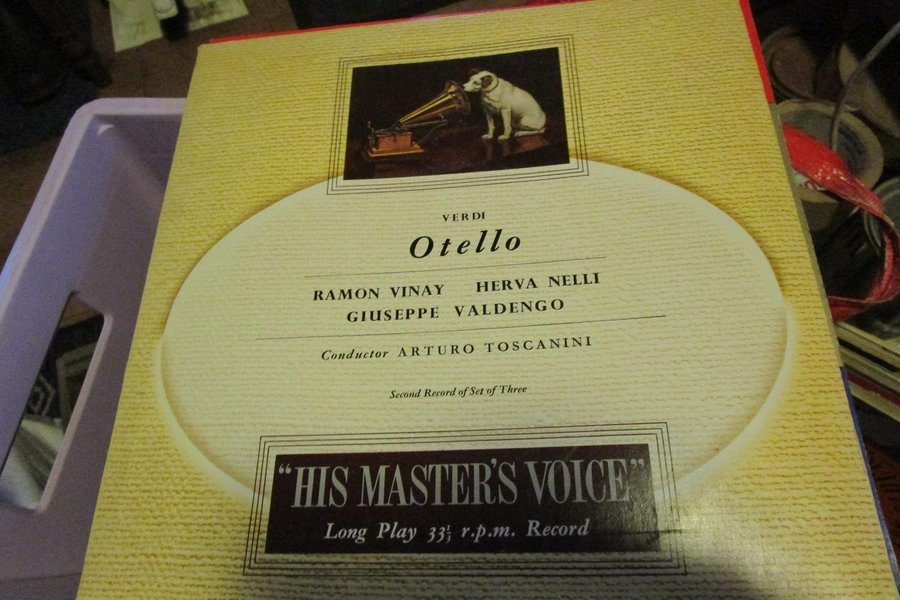 VERDI
Otello
RAMON VINAY HERVA NELLI
GIUSEPPE VALDENGO
Conductor ARTURO TOSCANINI
Second Record of Set of Three
“HIS MASTER'S VOICE”
Long Play 33⅓ r.p.m. Record